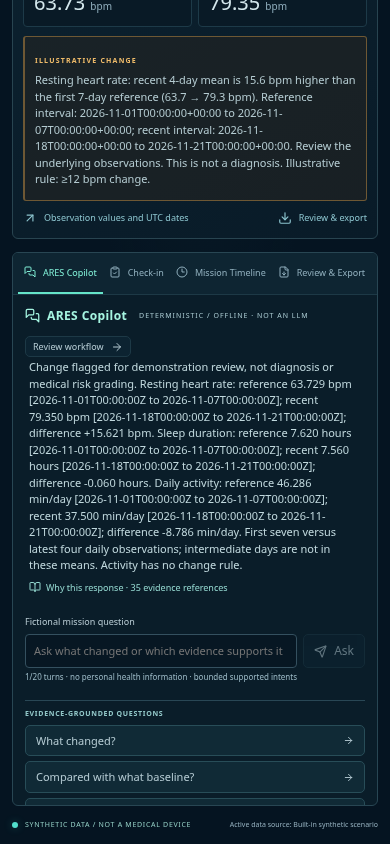 63.73 bpm
79.35 bpm
ILLUSTRATIVE CHANGE
Resting heart rate: recent 4-day mean is 15.6 bpm higher than
the first 7-day reference (63.7 → 79.3 bpm). Reference
interval: 2026-11-01T00:00:00+00:00 to 2026-11-
07T00:00:00+00:00; recent interval: 2026-11-
18T00:00:00+00:00 to 2026-11-21T00:00:00+00:00. Review the
underlying observations. This is not a diagnosis. Illustrative
rule: ≥12 bpm change.
Observation values and UTC dates
Review & export
ARES Copilot
Check-in
Mission Timeline
Review & Export
ARES Copilot DETERMINISTIC / OFFLINE · NOT AN LLM
Review workflow →
Change flagged for demonstration review, not diagnosis or
medical risk grading. Resting heart rate: reference 63.729 bpm
[2026-11-01T00:00:00Z to 2026-11-07T00:00:00Z]; recent
79.350 bpm [2026-11-18T00:00:00Z to 2026-11-21T00:00:00Z];
difference +15.621 bpm. Sleep duration: reference 7.620 hours
[2026-11-01T00:00:00Z to 2026-11-07T00:00:00Z]; recent 7.560
hours [2026-11-18T00:00:00Z to 2026-11-21T00:00:00Z];
difference -0.060 hours. Daily activity: reference 46.286
min/day [2026-11-01T00:00:00Z to 2026-11-07T00:00:00Z];
recent 37.500 min/day [2026-11-18T00:00:00Z to 2026-11-
21T00:00:00Z]; difference -8.786 min/day. First seven versus
latest four daily observations; intermediate days are not in
these means. Activity has no change rule.
Why this response · 35 evidence references
Fictional mission question
Ask what changed or which evidence supports it
Ask
1/20 turns · no personal health information · bounded supported intents
EVIDENCE-GROUNDED QUESTIONS
What changed? →
Compared with what baseline? →
SYNTHETIC DATA / NOT A MEDICAL DEVICE
Active data source: Built-in synthetic scenario